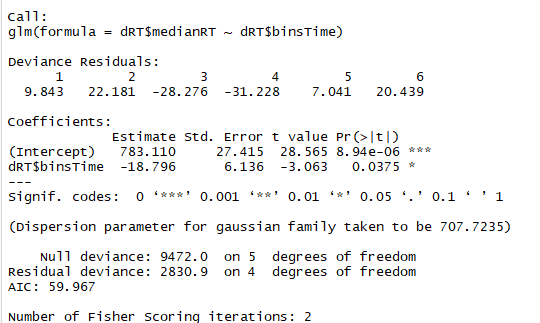 Call:
glm(formula = dRT$medianRT ~ dRT$binsTime)
Deviance Residuals:
1 2 3 4 5 6
9.843 22.181 -28.276 -31.228 7.041 20.439
Coefficients:
Estimate Std. Error t value Pr(>|t|)
(Intercept) 783.110 27.415 28.565 8.94e-06 ***
dRT$binsTime -18.796 6.136 -3.063 0.0375 *
---
Signif. codes: 0 ‘***’ 0.001 ‘**’ 0.01 ‘*’ 0.05 ‘.’ 0.1 ‘ ’ 1
(Dispersion parameter for gaussian family taken to be 707.7235)
Null deviance: 9472.0 on 5 degrees of freedom
Residual deviance: 2830.9 on 4 degrees of freedom
AIC: 59.967
Number of Fisher Scoring iterations: 2